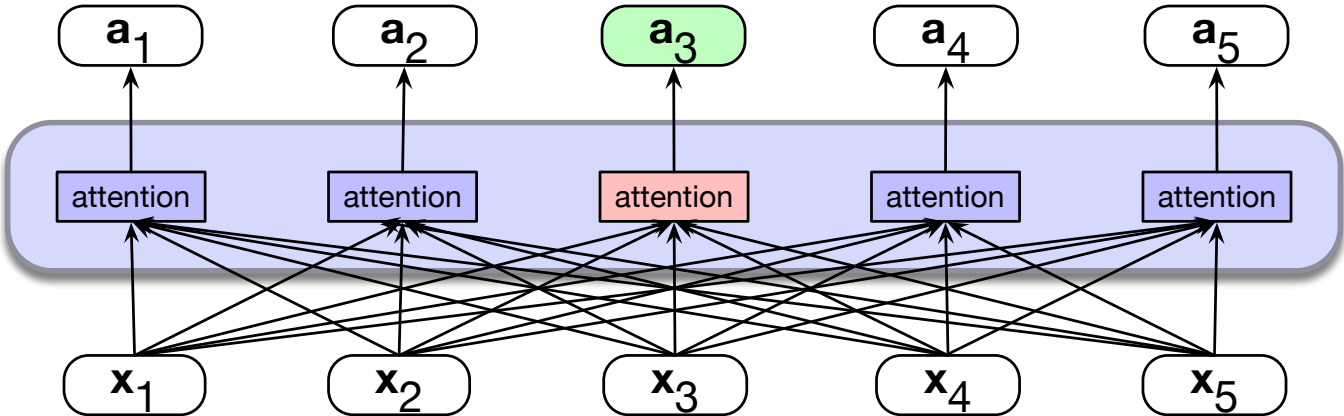 a1 a2 a3 a4 a5
attention attention attention attention attention
x1 x2 x3 x4 x5